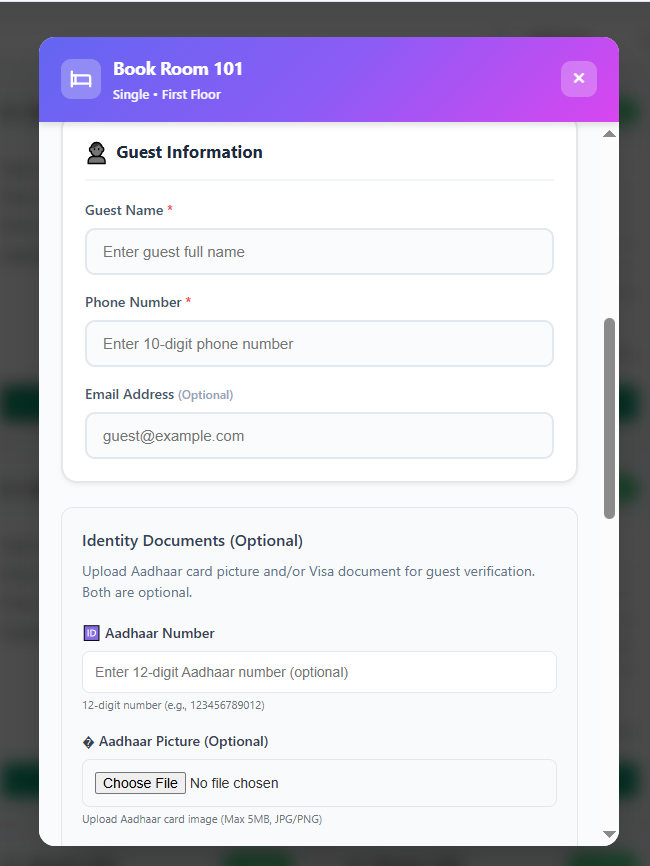 Book Room 101
Single • First Floor
Guest Information
Guest Name *
Enter guest full name
Phone Number *
Enter 10-digit phone number
Email Address (Optional)
guest@example.com
Identity Documents (Optional)
Upload Aadhaar card picture and/or Visa document for guest verification.
Both are optional.
🆔 Aadhaar Number
Enter 12-digit Aadhaar number (optional)
12-digit number (e.g., 123456789012)
� Aadhaar Picture (Optional)
Choose File No file chosen
Upload Aadhaar card image (Max 5MB, JPG/PNG)